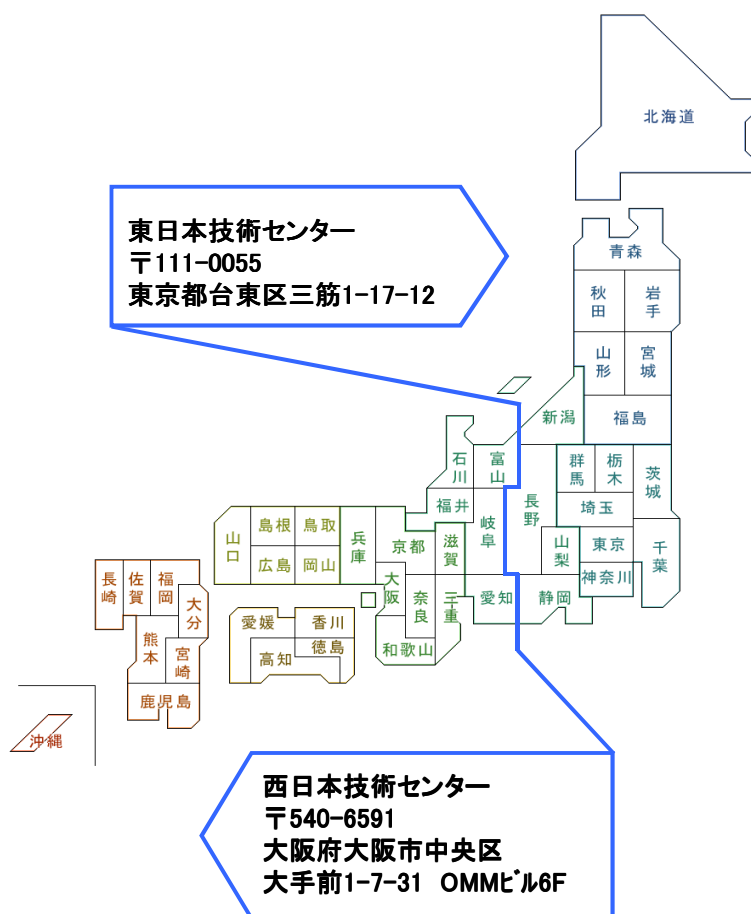 北海道
東日本技術センター
〒111-0055
東京都台東区三筋1-17-12
青森
秋田
岩手
山形
宮城
新潟
福島
石川
富山
群馬
栃木
茨城
福井
長野
埼玉
岐阜
山口
島根
鳥取
兵庫
京都
滋賀
山梨
東京
千葉
広島
岡山
神奈川
長崎
佐賀
福岡
大分
大阪
奈良
三重
愛知
静岡
愛媛
香川
徳島
高知
和歌山
熊本
宮崎
鹿児島
沖縄
西日本技術センター
〒540-6591
大阪府大阪市中央区
大手前1-7-31 OMMビル6F